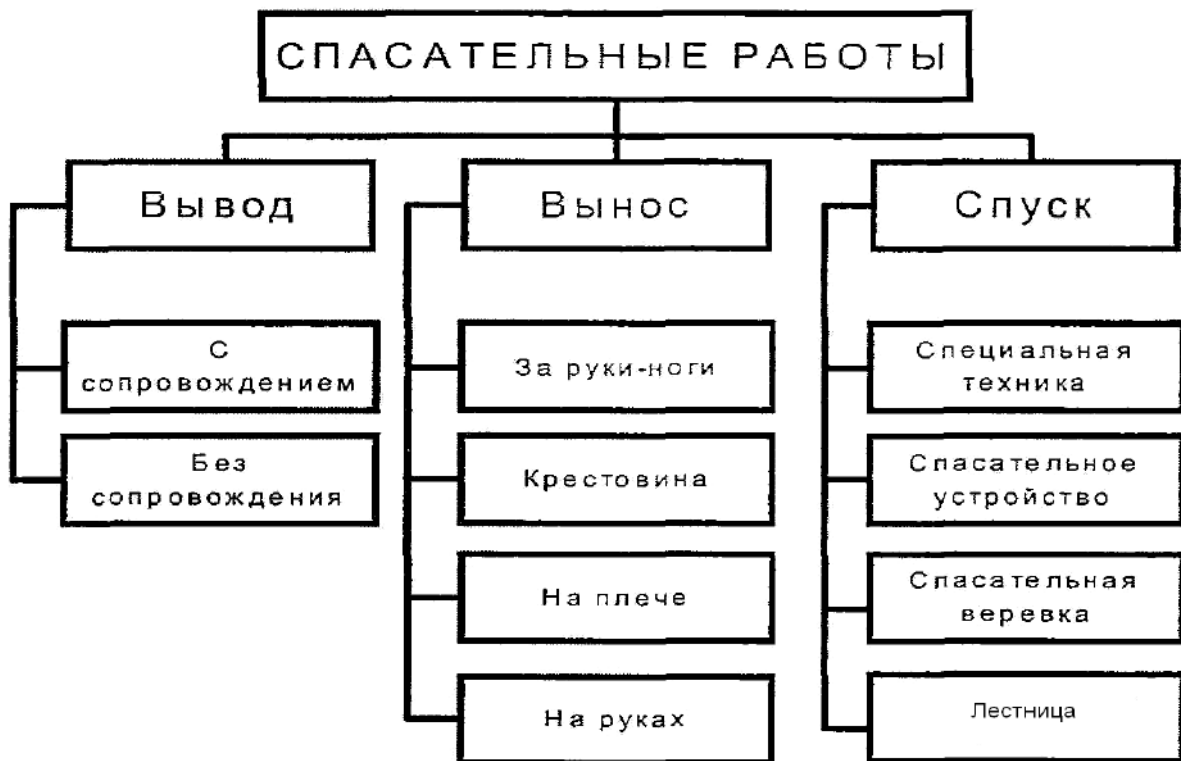 СПАСАТЕЛЬНЫЕ РАБОТЫ
Вывод
С
сопровождением
Без
сопровождения
Вынос
За руки-ноги
Крестовина
На плече
На руках
Спуск
Специальная
техника
Спасательное
устройство
Спасательная
веревка
Лестница